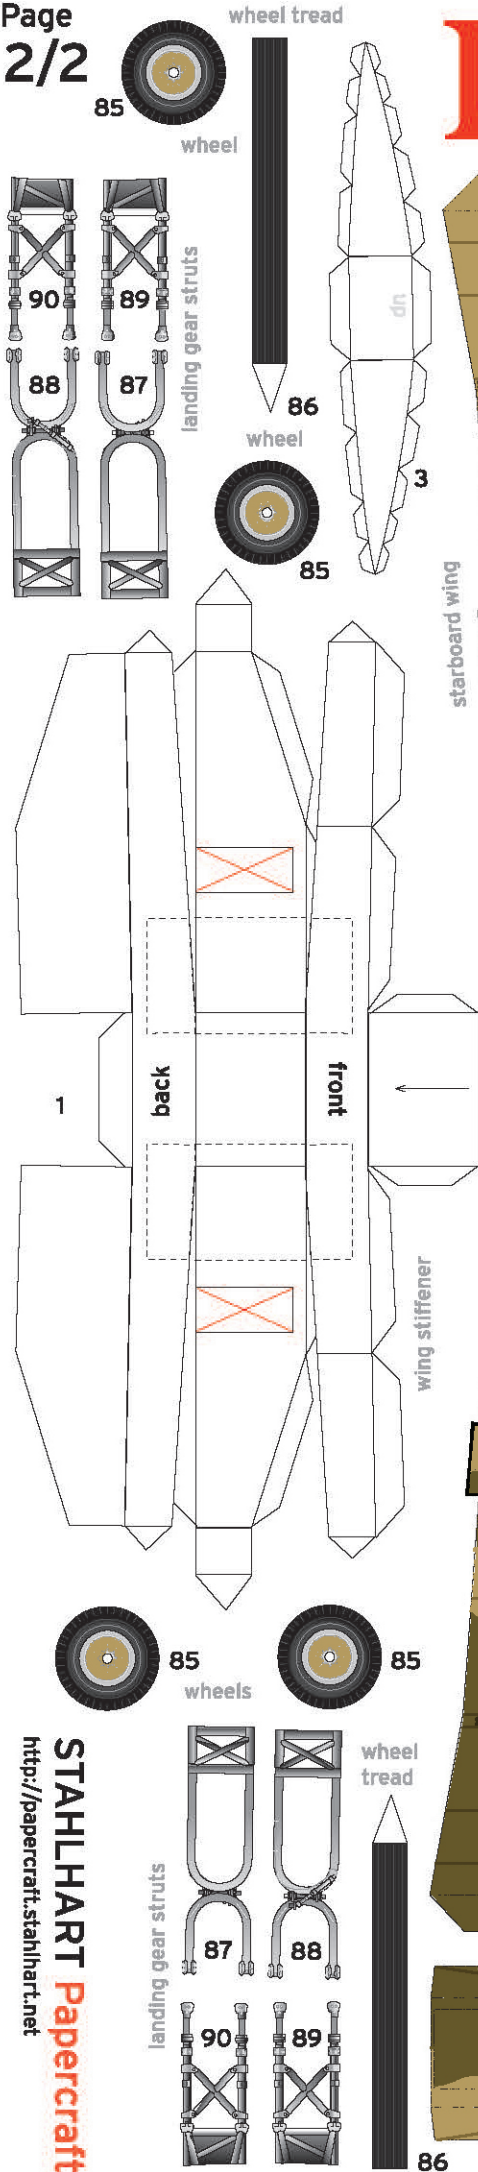 Page
2/2
wheel tread
85
wheel
90
89
landing gear struts
88
87
86
wheel
up
3
85
starboard wing
1
back
front
wing stiffener
85
wheels
85
wheel
tread
landing gear struts
87
88
90
89
86
STAHLHART Papercraft
http://papercraft.stahlhart.net